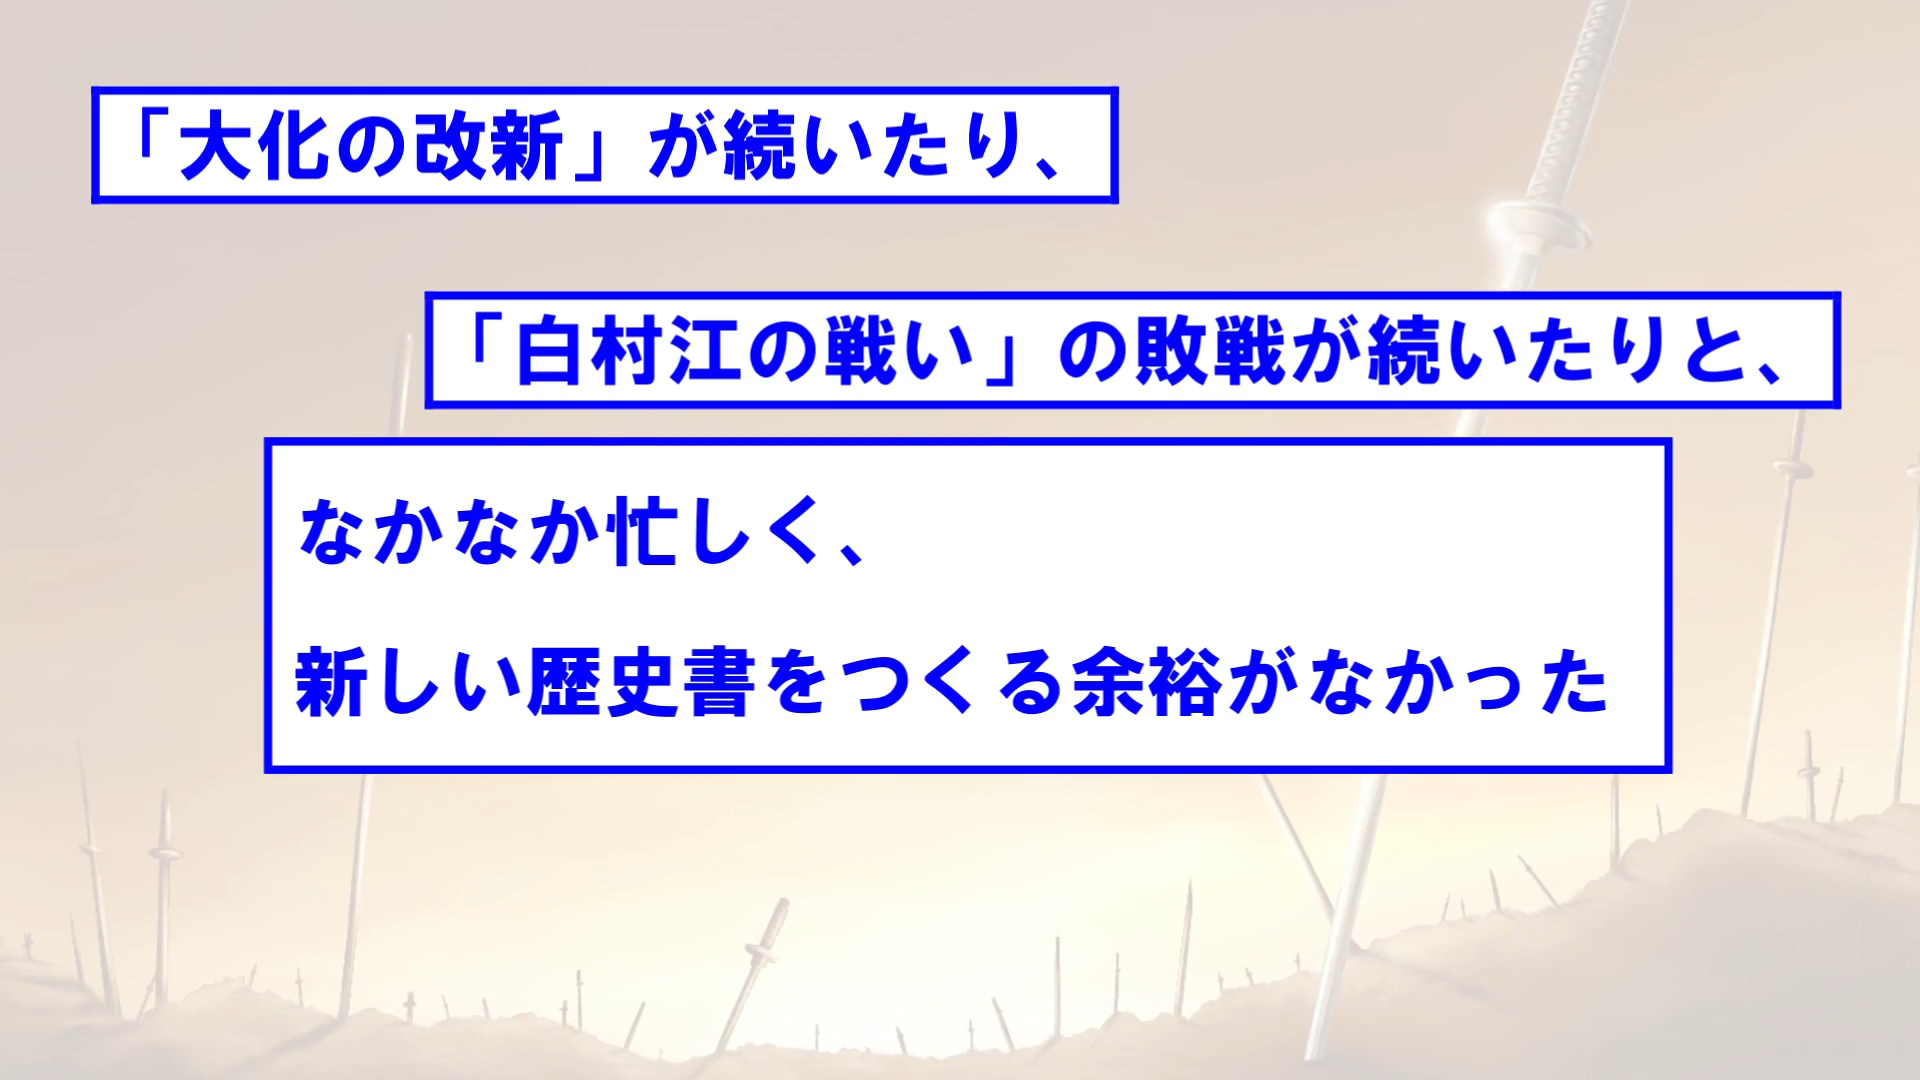 「大化の改新」が続いたり、
「白村江の戦い」の敗戦が続いたりと、
なかなか忙しく、
新しい歴史書をつくる余裕がなかった